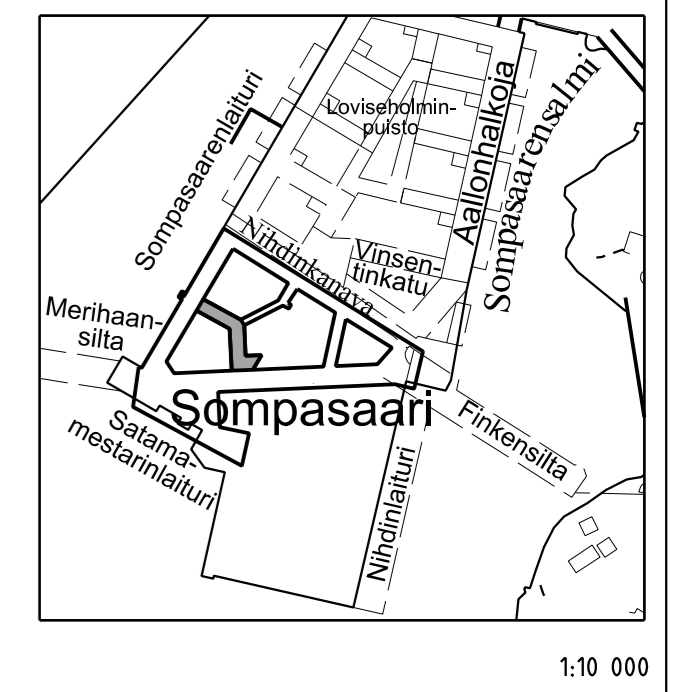 Loviseholmin-
puisto
Sompasaarenlaituri
Aallonhalkoja
Sompasaarensalmi
Nihdinkanava
Vinsen-
tinkatu
Merihaan-
silta
Sompasaari
Satama-
mestarinlaituri
Finkensilta
Nihdinlaituri
1:10 000